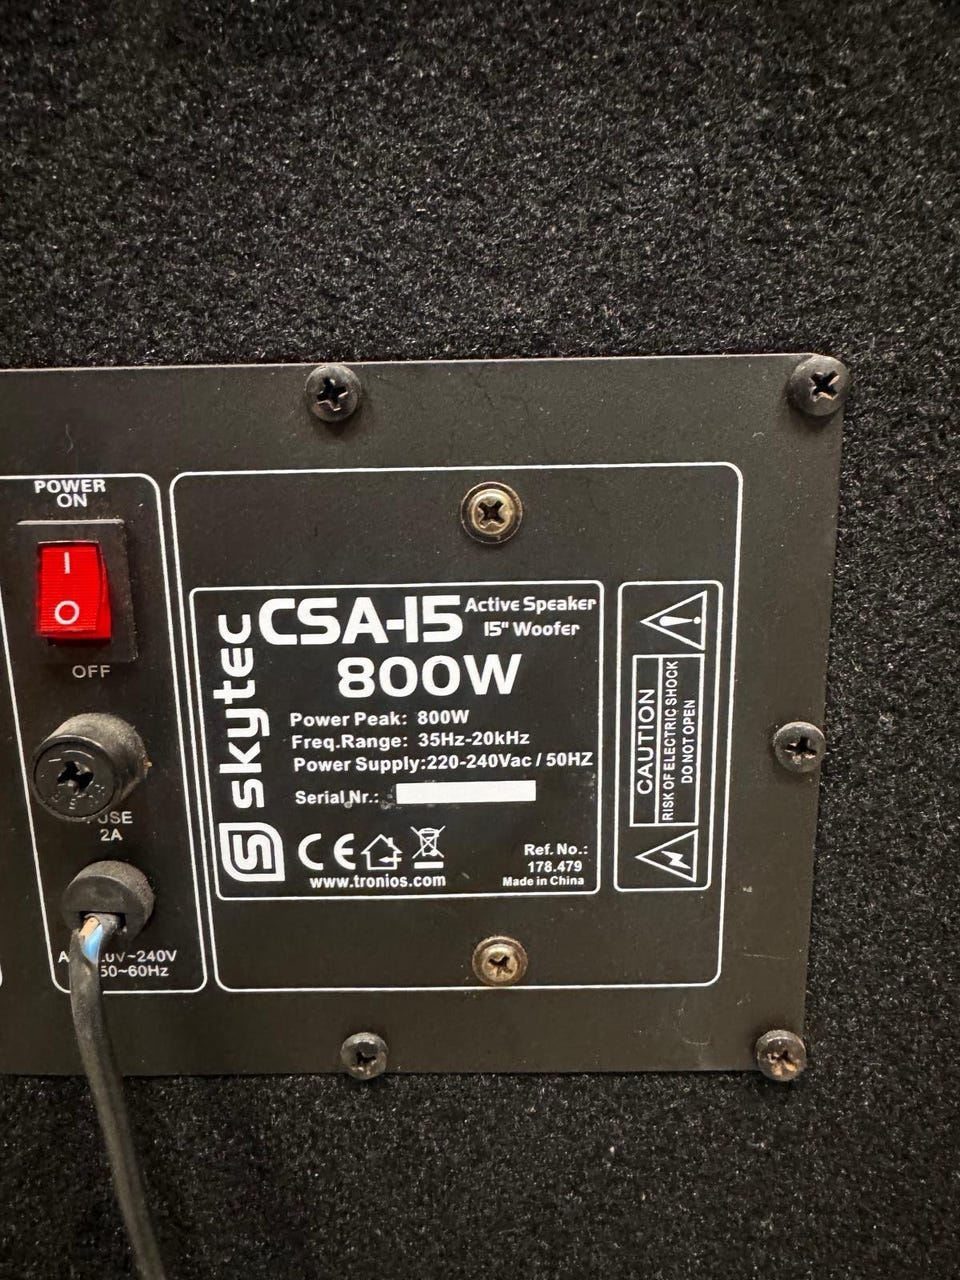 POWER
ON
I
O
OFF
FUSE
2A
240V
50~60Hz
skytec
CSA-15 Active Speaker
15" Woofer
800W
Power Peak: 800W
Freq.Range: 35Hz-20kHz
Power Supply:220-240Vac / 50HZ
Serial Nr.:
CE
www.tronios.com
Ref. No.:
178.479
Made in China
CAUTION
RISK OF ELECTRIC SHOCK
DO NOT OPEN